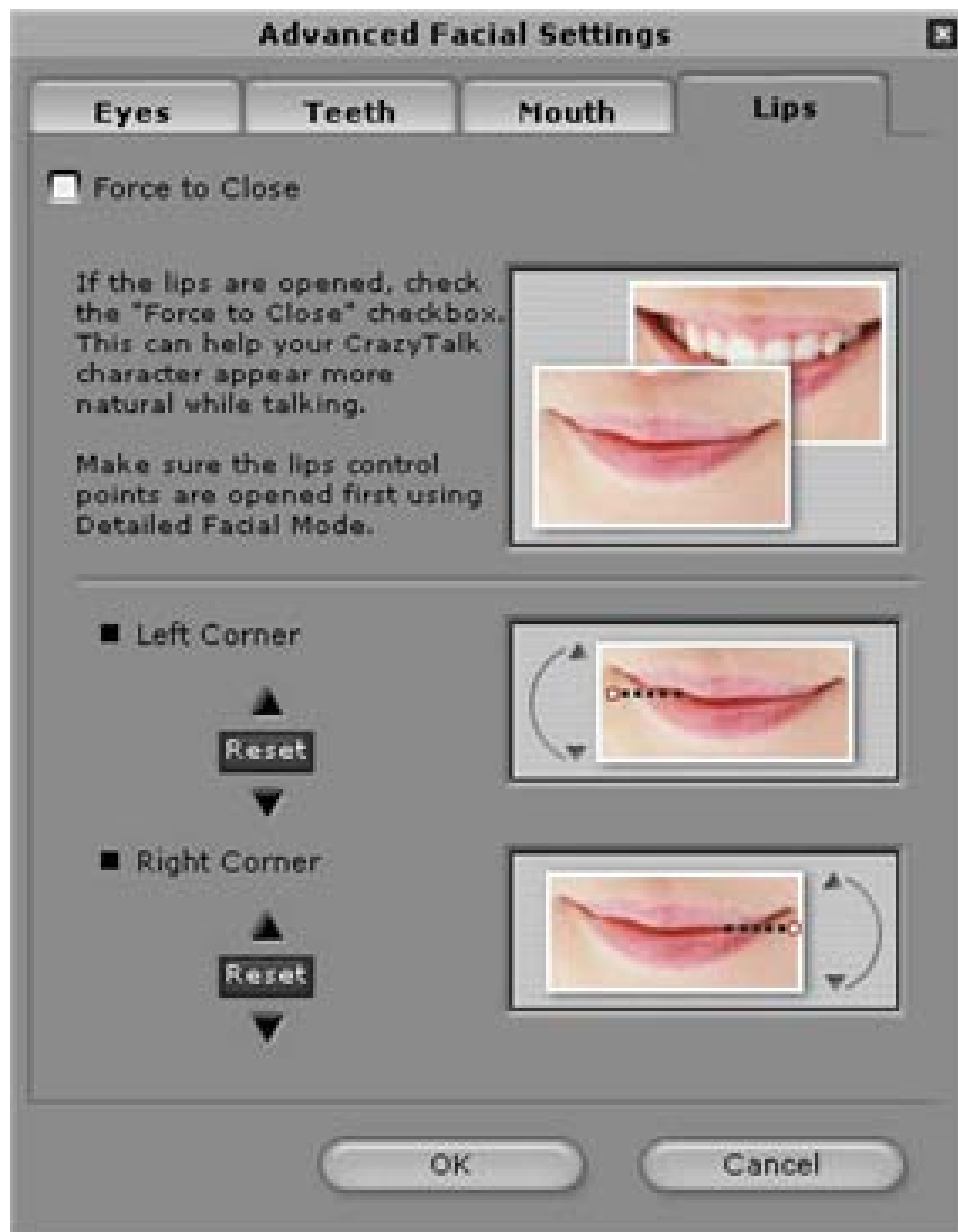 Advanced Facial Settings
Eyes Teeth Mouth Lips
Force to Close
If the lips are opened, check
the "Force to Close" checkbox.
This can help your CrazyTalk
character appear more
natural while talking.
Make sure the lips control
points are opened first using
Detailed Facial Mode.
Left Corner
Reset
Right Corner
Reset
OK Cancel